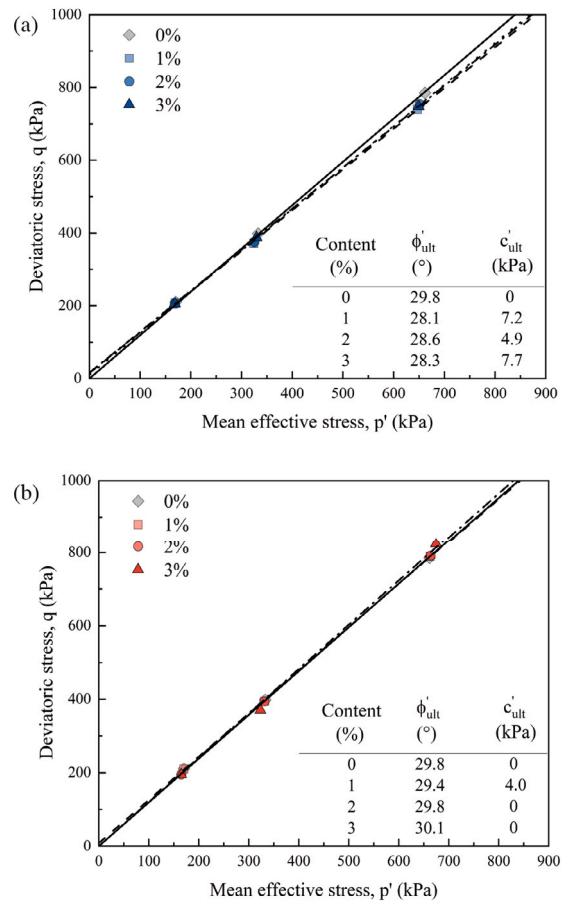 (a)
0%
1%
2%
3%
1000
800
600
400
200
0
Deviatoric stress, q (kPa)
Content (%) ϕ'ult (°) c'ult (kPa)
0 29.8 0
1 28.1 7.2
2 28.6 4.9
3 28.3 7.7
0 100 200 300 400 500 600 700 800 900
Mean effective stress, p' (kPa)
(b)
0%
1%
2%
3%
1000
800
600
400
200
0
Deviatoric stress, q (kPa)
Content (%) ϕ'ult (°) c'ult (kPa)
0 29.8 0
1 29.4 4.0
2 29.8 0
3 30.1 0
0 100 200 300 400 500 600 700 800 900
Mean effective stress, p' (kPa)